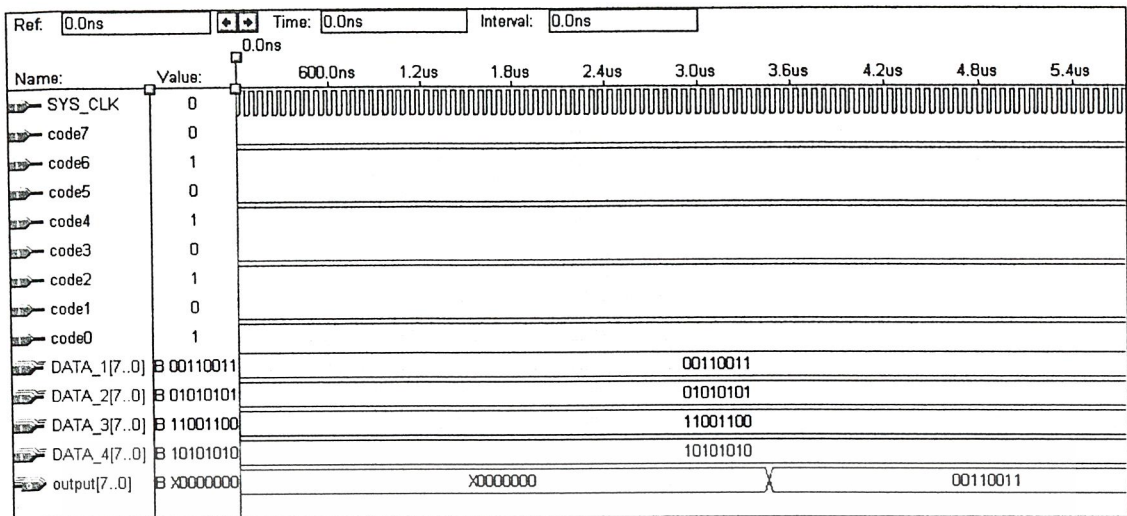 Ref: 0.0ns Time: 0.0ns Interval: 0.0ns
0.0ns
Name: Value: 600.0ns 1.2us 1.8us 2.4us 3.0us 3.6us 4.2us 4.8us 5.4us
SYS_CLK 0
code7 0
code6 1
code5 0
code4 1
code3 0
code2 1
code1 0
code0 1
DATA_1[7..0] B 00110011 00110011
DATA_2[7..0] B 01010101 01010101
DATA_3[7..0] B 11001100 11001100
DATA_4[7..0] B 10101010 10101010
output[7..0] B X0000000 X0000000 00110011